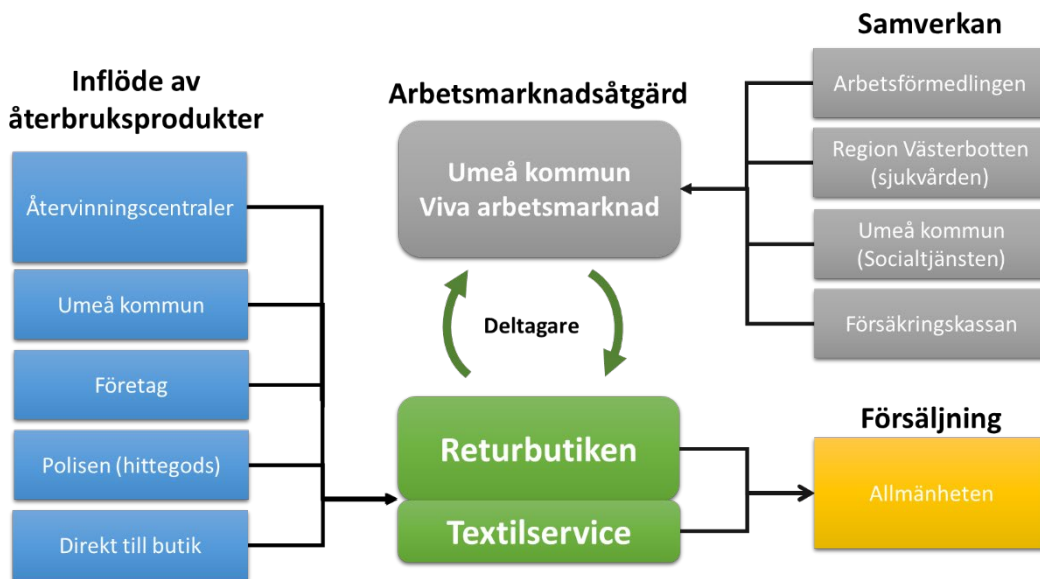 Inflöde av
återbruksprodukter
Återvinningscentraler
Umeå kommun
Företag
Polisen (hittegods)
Direkt till butik
Arbetsmarknadsåtgärd
Umeå kommun
Viva arbetsmarknad
Deltagare
Returbutiken
Textilservice
Samverkan
Arbetsförmedlingen
Region Västerbotten
(sjukvården)
Umeå kommun
(Socialtjänsten)
Försäkringskassan
Försäljning
Allmänheten